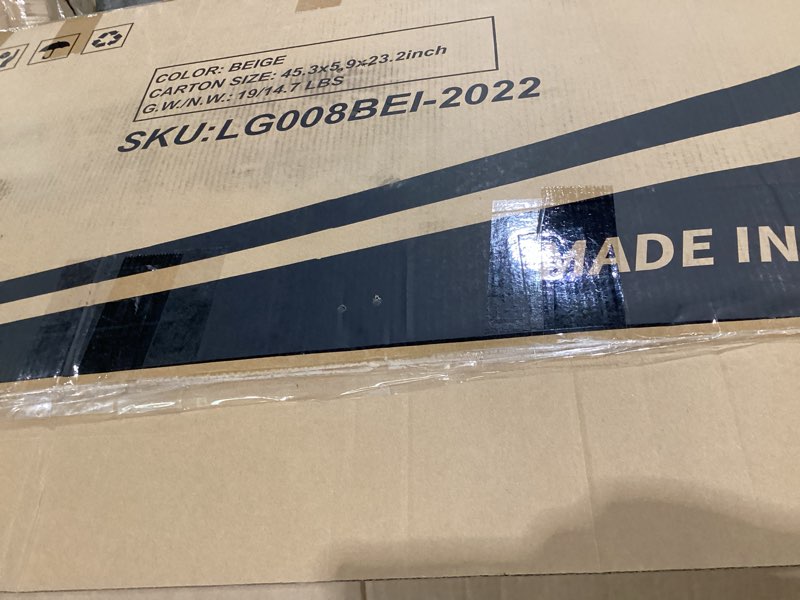 COLOR: BEIGE
CARTON SIZE: 45.3x5.9x23.2inch
G.W./N.W.: 19/14.7 LBS
SKU:LG008BEI-2022
MADE IN